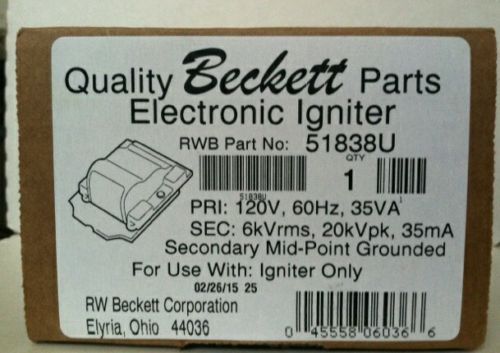 Quality Beckett Parts
Electronic Igniter
RWB Part No: 51838U
QTY
1
51838U
PRI: 120V, 60Hz, 35VA
SEC: 6kVrms, 20kVpk, 35mA
Secondary Mid-Point Grounded
For Use With: Igniter Only
02/26/15 25
RW Beckett Corporation
Elyria, Ohio 44036
0 45558 06036 6